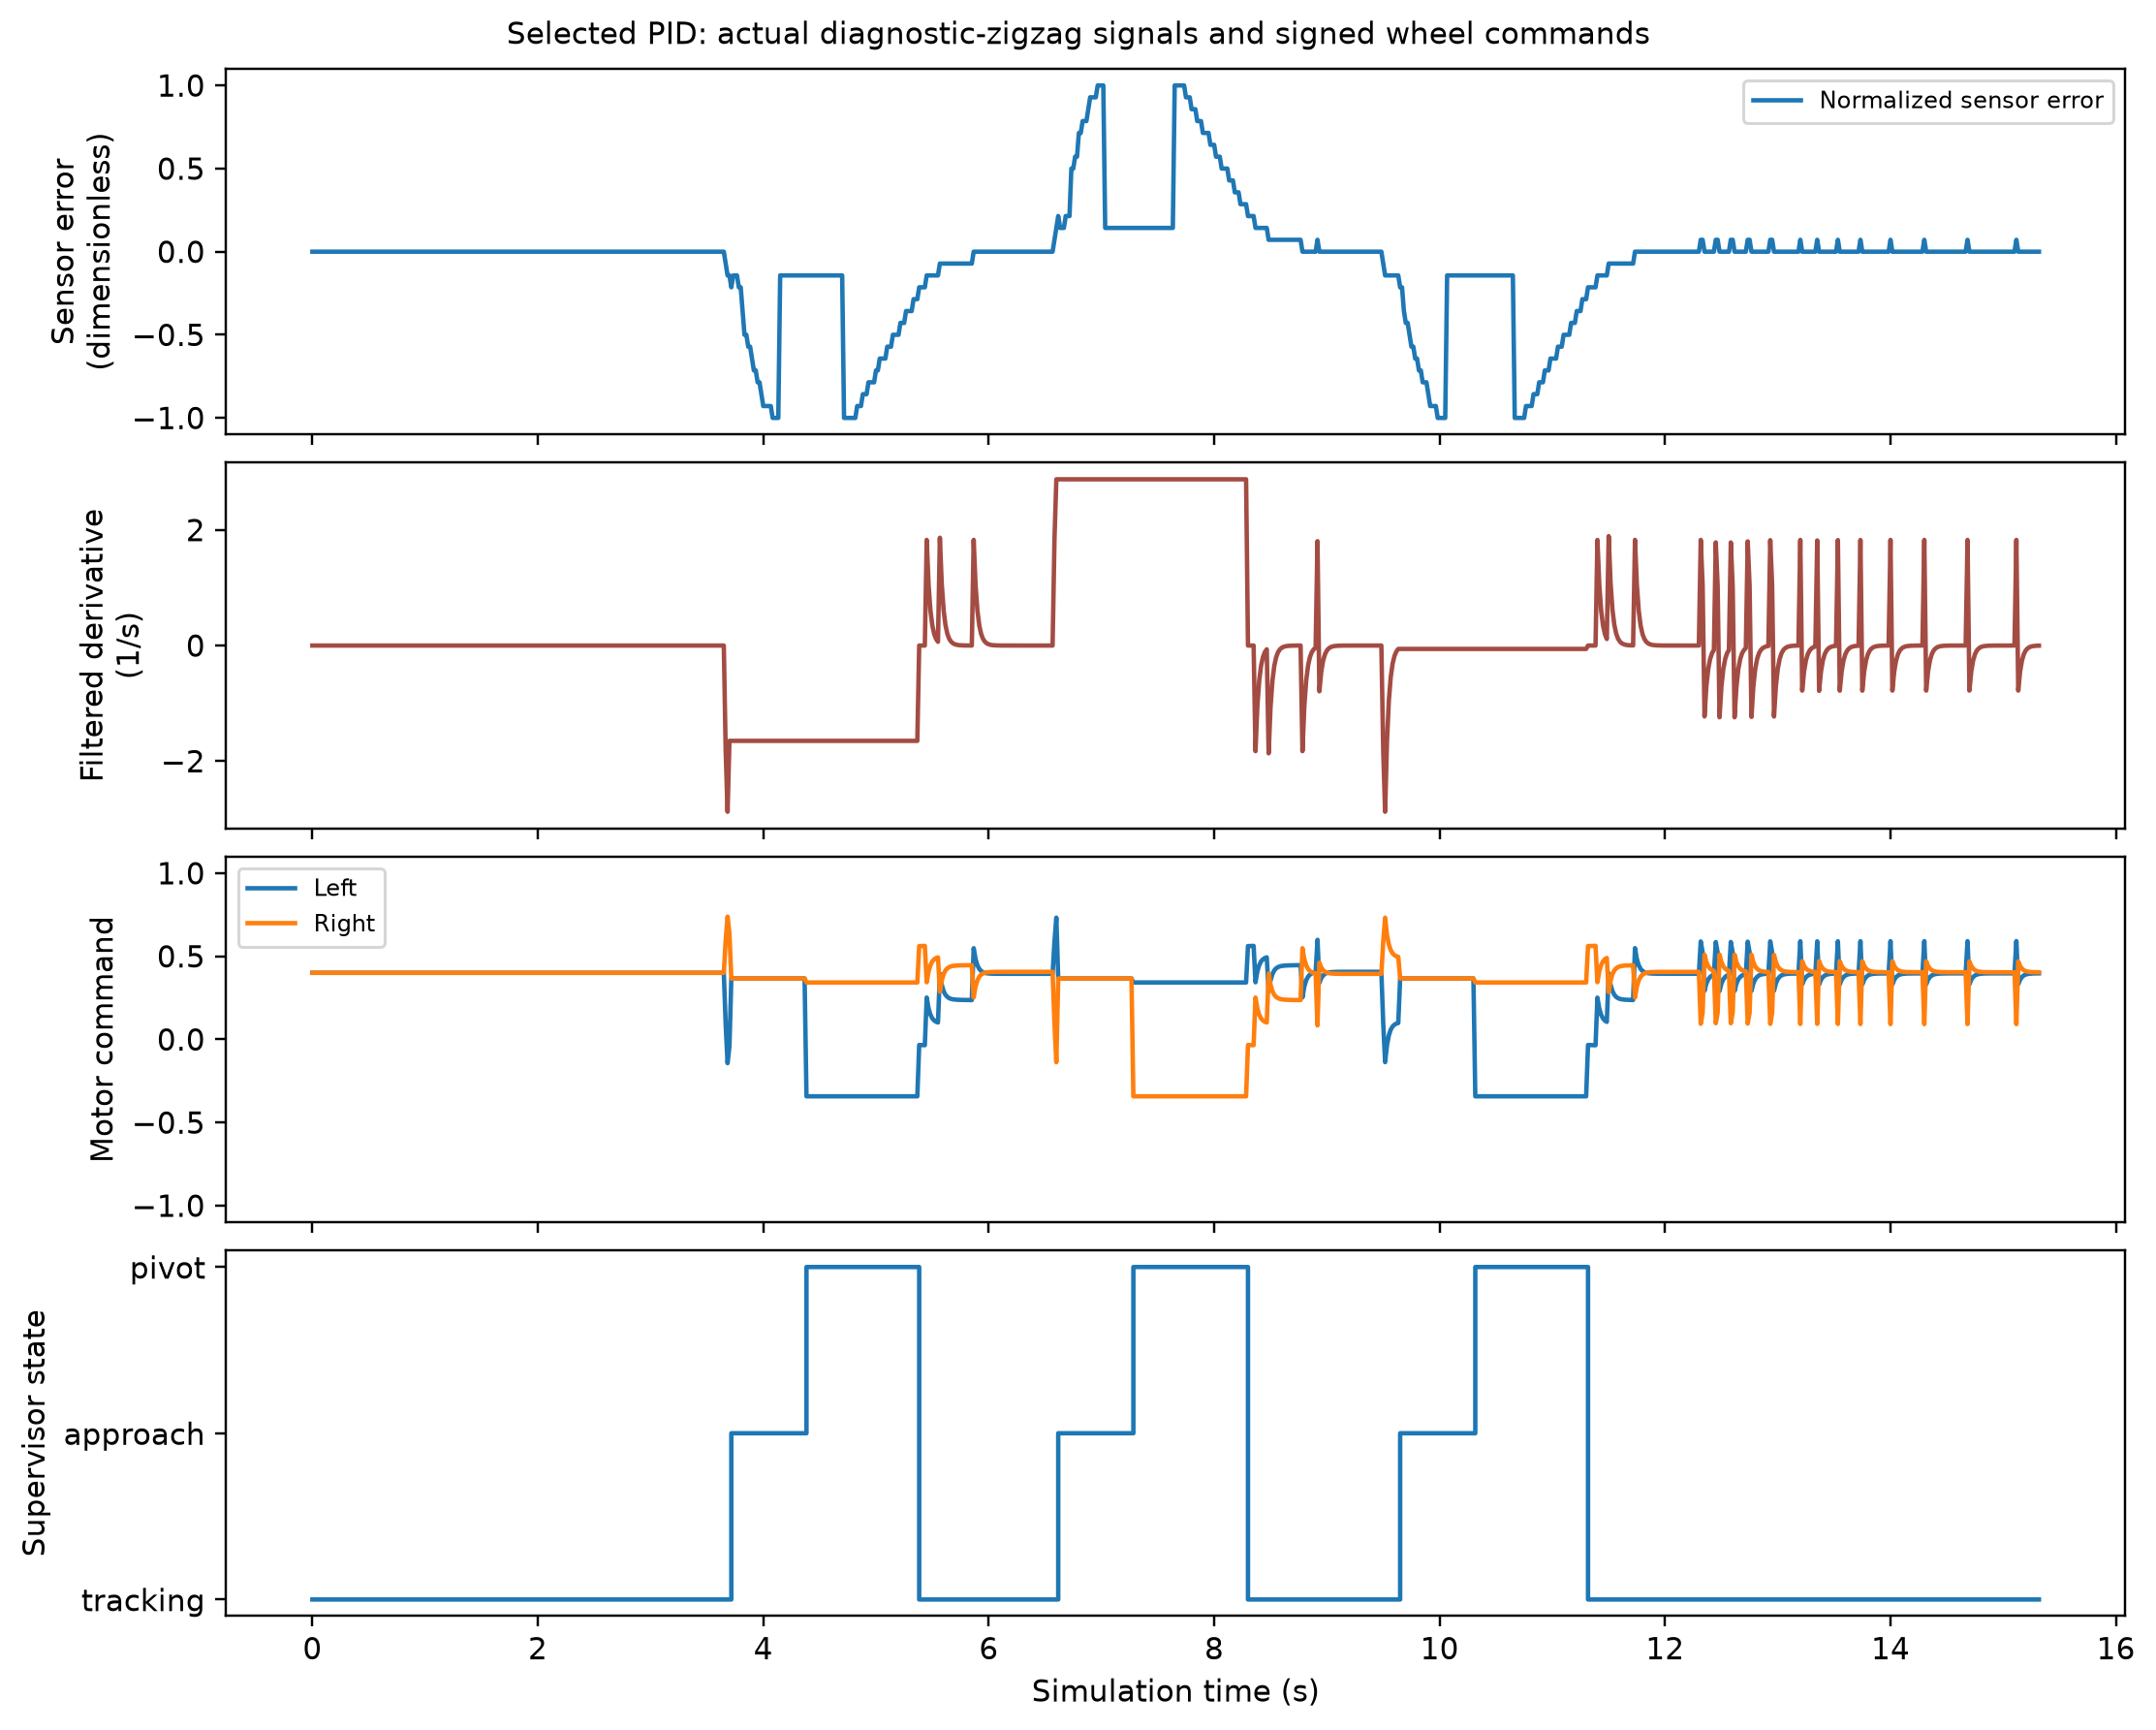 Selected PID: actual diagnostic-zigzag signals and signed wheel commands
Sensor error
(dimensionless)
1.0
0.5
0.0
−0.5
−1.0
Normalized sensor error
Filtered derivative
(1/s)
2
0
−2
Motor command
1.0
0.5
0.0
−0.5
−1.0
Left
Right
Supervisor state
pivot
approach
tracking
0 2 4 6 8 10 12 14 16
Simulation time (s)